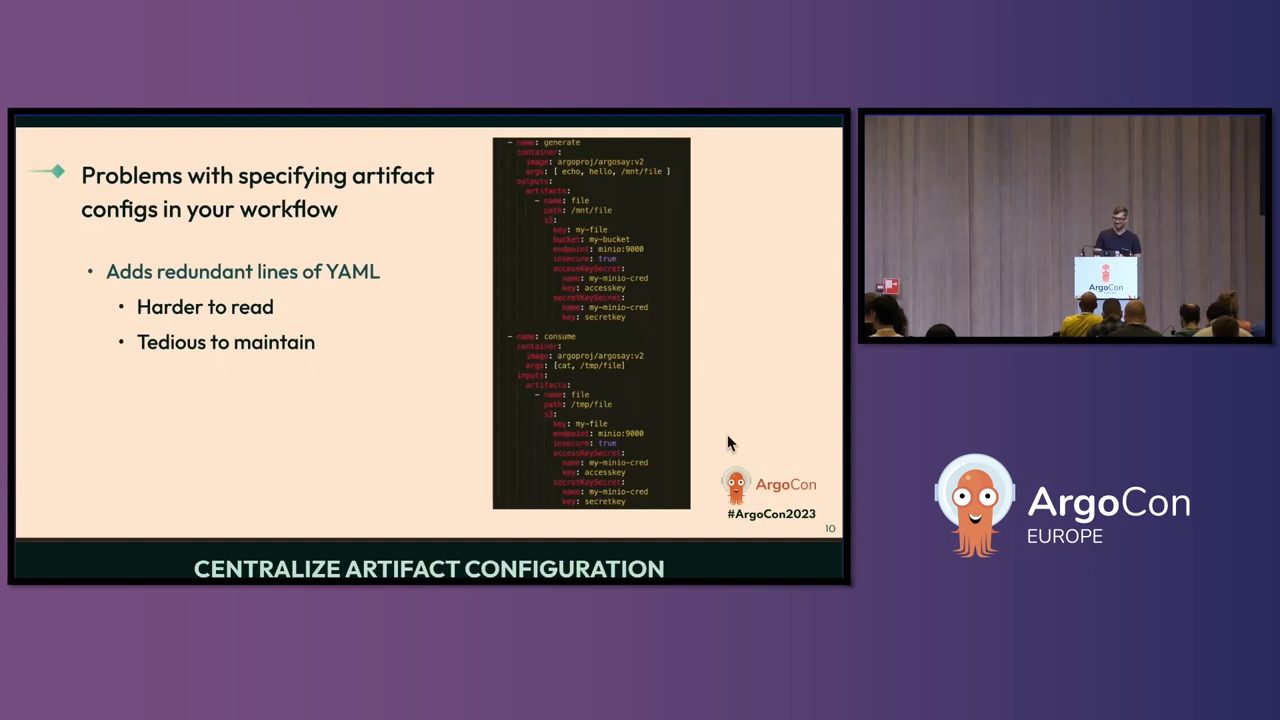 Problems with specifying artifact
configs in your workflow
• Adds redundant lines of YAML
• Harder to read
• Tedious to maintain
- name: generate
container:
image: argoproj/argosay:v2
args: [ echo, hello, /mnt/file ]
outputs:
artifacts:
- name: file
path: /mnt/file
s3:
key: my-file
bucket: my-bucket
endpoint: minio:9000
insecure: true
accessKeySecret:
name: my-minio-cred
key: accesskey
secretKeySecret:
name: my-minio-cred
key: secretkey
- name: consume
container:
image: argoproj/argosay:v2
args: [cat, /tmp/file]
inputs:
artifacts:
- name: file
path: /tmp/file
s3:
key: my-file
endpoint: minio:9000
insecure: true
accessKeySecret:
name: my-minio-cred
key: accesskey
secretKeySecret:
name: my-minio-cred
key: secretkey
ArgoCon
#ArgoCon2023
10
CENTRALIZE ARTIFACT CONFIGURATION
ArgoCon
ArgoCon
EUROPE